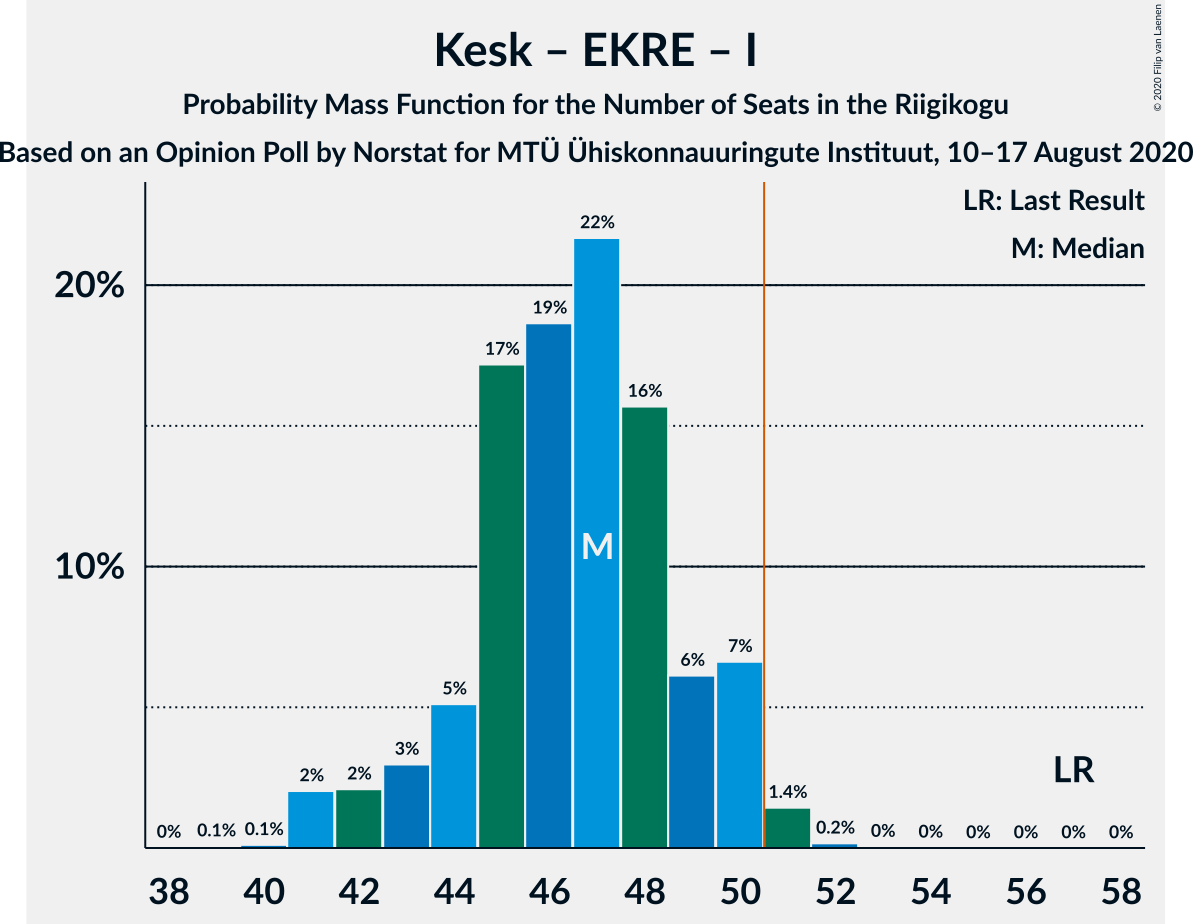 Kesk – EKRE – I
Probability Mass Function for the Number of Seats in the Riigikogu
Based on an Opinion Poll by Norstat for MTÜ Ühiskonnauuringute Instituut, 10–17 August 2020
© 2020 Filip van Laenen
LR: Last Result
M: Median
20%
10%
0% 0.1% 0.1% 2% 2% 3% 5% 17% 19% 22% 16% 6% 7% 1.4% 0.2% 0% 0% 0% 0% 0% 0%
M
LR
38 40 42 44 46 48 50 52 54 56 58